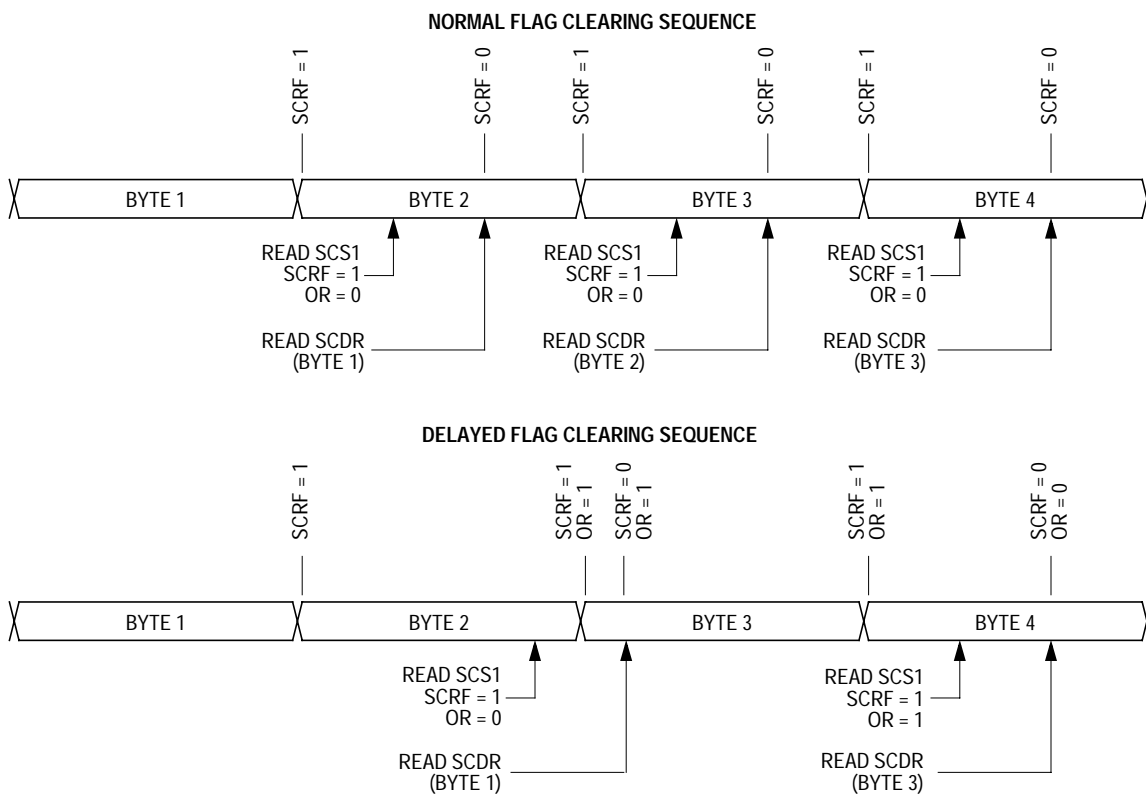 NORMAL FLAG CLEARING SEQUENCE
SCRF = 1
SCRF = 0
SCRF = 1
SCRF = 0
SCRF = 1
SCRF = 0
BYTE 1
BYTE 2
BYTE 3
BYTE 4
READ SCS1
SCRF = 1
OR = 0
READ SCS1
SCRF = 1
OR = 0
READ SCS1
SCRF = 1
OR = 0
READ SCDR
(BYTE 1)
READ SCDR
(BYTE 2)
READ SCDR
(BYTE 3)
DELAYED FLAG CLEARING SEQUENCE
SCRF = 1
SCRF = 1
OR = 1
SCRF = 0
OR = 1
SCRF = 1
OR = 1
SCRF = 0
OR = 0
BYTE 1
BYTE 2
BYTE 3
BYTE 4
READ SCS1
SCRF = 1
OR = 0
READ SCS1
SCRF = 1
OR = 1
READ SCDR
(BYTE 1)
READ SCDR
(BYTE 3)